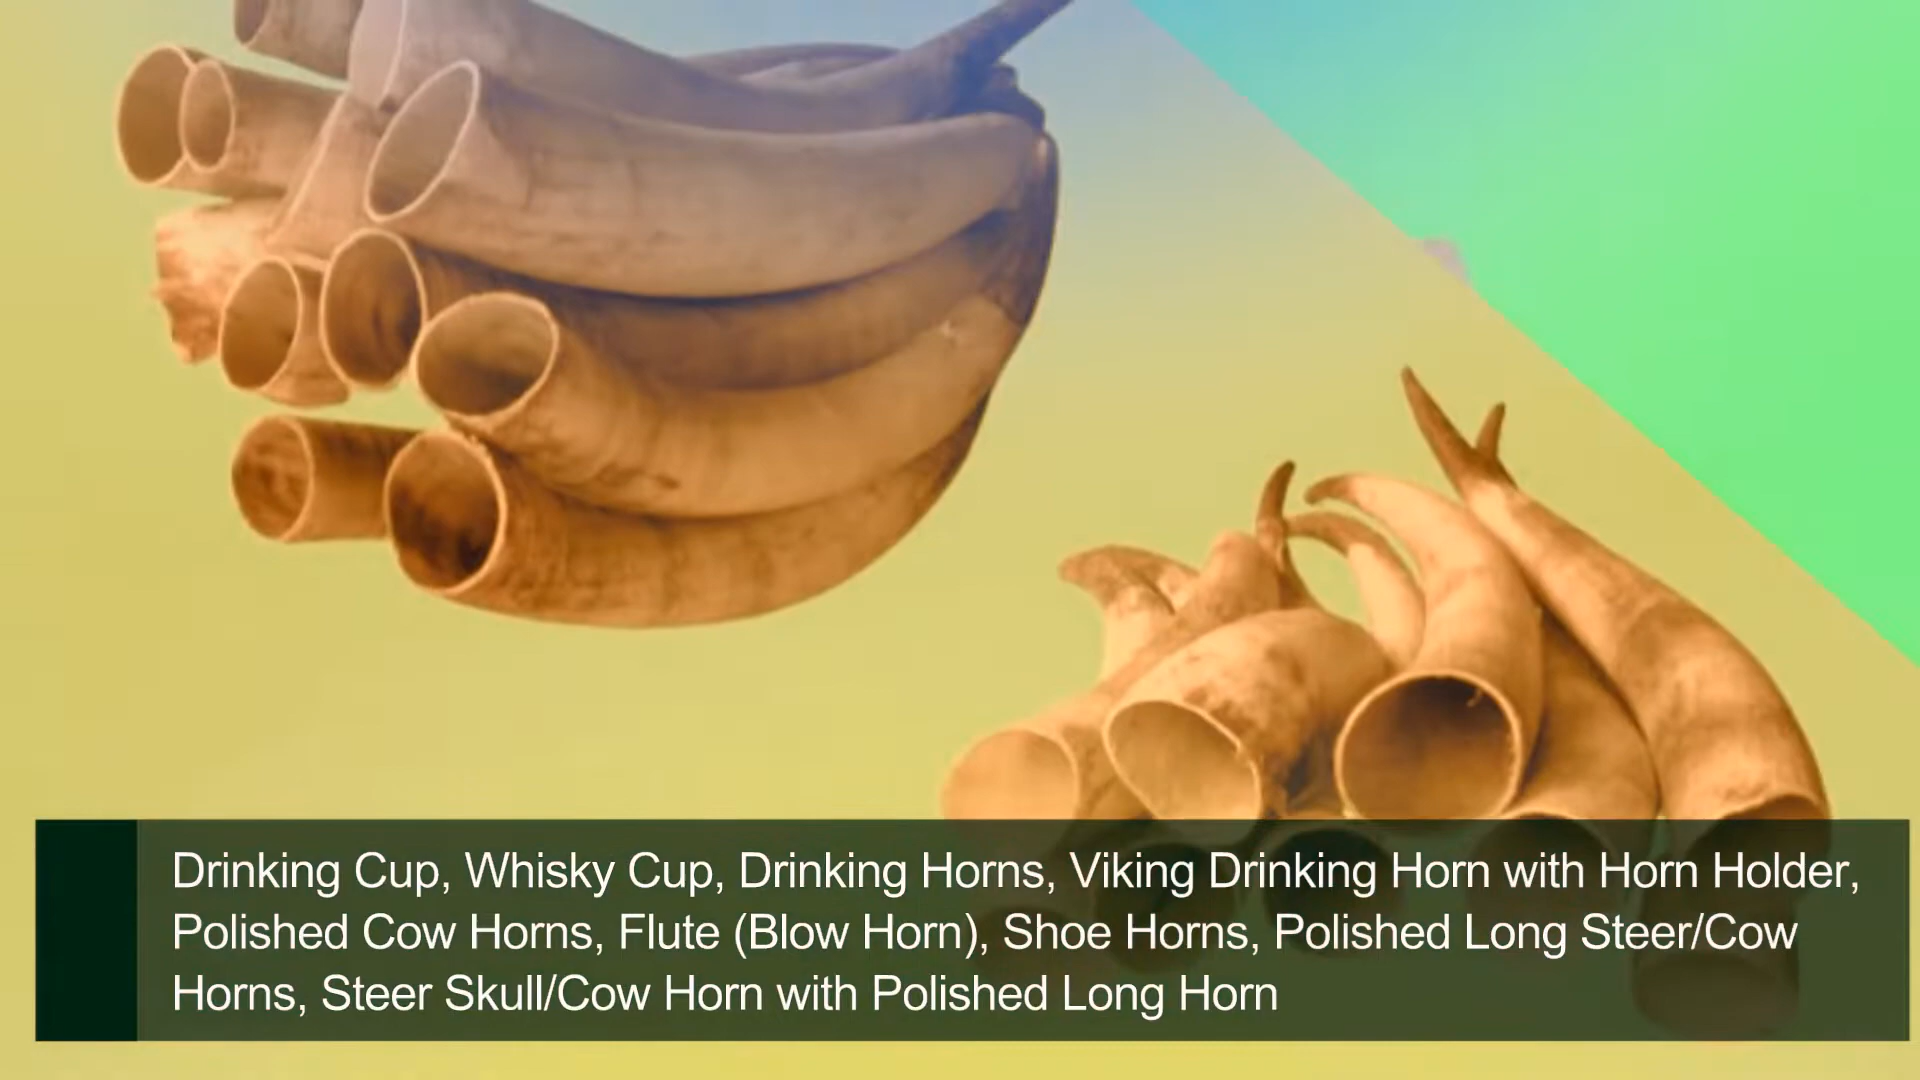 Drinking Cup, Whisky Cup, Drinking Horns, Viking Drinking Horn with Horn Holder,
Polished Cow Horns, Flute (Blow Horn), Shoe Horns, Polished Long Steer/Cow
Horns, Steer Skull/Cow Horn with Polished Long Horn